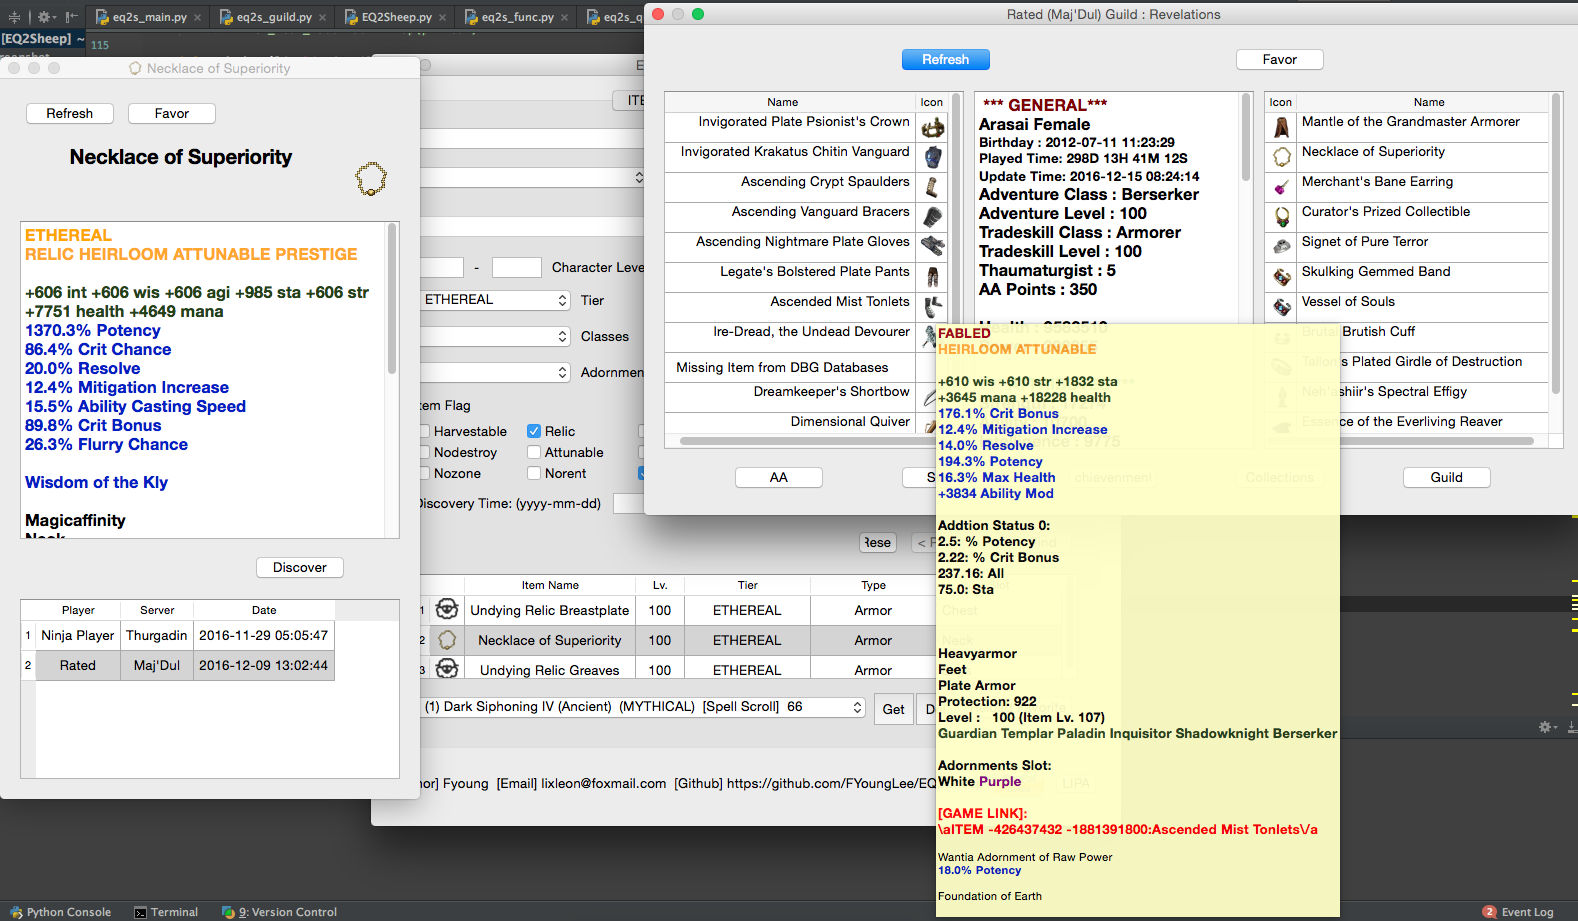 eq2s_main.py
eq2s_guild.py
EQ2Sheep.py
eq2s_func.py
[EQ2Sheep] ~
115
Necklace of Superiority
Refresh
Favor
Necklace of Superiority
ETHEREAL
RELIC HEIRLOOM ATTUNABLE PRESTIGE
+606 int +606 wis +606 agi +985 sta +606 str
+7751 health +4649 mana
1370.3% Potency
86.4% Crit Chance
20.0% Resolve
12.4% Mitigation Increase
15.5% Ability Casting Speed
89.8% Crit Bonus
26.3% Flurry Chance
Wisdom of the Kly
Magicaffinity
Neck
Discover
Player Server Date
1 Ninja Player Thurgadin 2016-11-29 05:05:47
2 Rated Maj'Dul 2016-12-09 13:02:44
- Character Leve
ETHEREAL Tier
Classes
Adornmen
tem Flag
Harvestable Relic
Nodestroy Attunable
Nozone Norent
Discovery Time: (yyyy-mm-dd)
Rese
Item Name Lv. Tier Type
1 Undying Relic Breastplate 100 ETHEREAL Armor Chest
2 Necklace of Superiority 100 ETHEREAL Armor Neck
3 Undying Relic Greaves 100 ETHEREAL Armor
(1) Dark Siphoning IV (Ancient) (MYTHICAL) [Spell Scroll] 66
Get
or] Fyoung [Email] lixleon@foxmail.com [Github] https://github.com/FYoungLee/EQ
LIPA
Rated (Maj'Dul) Guild : Revelations
Refresh
Favor
Name Icon
Invigorated Plate Psionist's Crown
Invigorated Krakatus Chitin Vanguard
Ascending Crypt Spaulders
Ascending Vanguard Bracers
Ascending Nightmare Plate Gloves
Legate's Bolstered Plate Pants
Ascended Mist Tonlets
Ire-Dread, the Undead Devourer
Missing Item from DBG Databases
Dreamkeeper's Shortbow
Dimensional Quiver
*** GENERAL***
Arasai Female
Birthday : 2012-07-11 11:23:29
Played Time: 298D 13H 41M 12S
Update Time: 2016-12-15 08:24:14
Adventure Class : Berserker
Adventure Level : 100
Tradeskill Class : Armorer
Tradeskill Level : 100
Thaumaturgist : 5
AA Points : 350
Icon Name
Mantle of the Grandmaster Armorer
Necklace of Superiority
Merchant's Bane Earring
Curator's Prized Collectible
Signet of Pure Terror
Skulking Gemmed Band
Vessel of Souls
Brutal Brutish Cuff
Tallon's Plated Girdle of Destruction
Neh'ashiir's Spectral Effigy
Essence of the Everliving Reaver
AA
Collections
Guild
FABLED
HEIRLOOM ATTUNABLE
+610 wis +610 str +1832 sta
+3645 mana +18228 health
176.1% Crit Bonus
12.4% Mitigation Increase
14.0% Resolve
194.3% Potency
16.3% Max Health
+3834 Ability Mod
Addtion Status 0:
2.5: % Potency
2.22: % Crit Bonus
237.16: All
75.0: Sta
Heavyarmor
Feet
Plate Armor
Protection: 922
Level : 100 (Item Lv. 107)
Guardian Templar Paladin Inquisitor Shadowknight Berserker
Adornments Slot:
White Purple
[GAME LINK]:
\aITEM -426437432 -1881391800:Ascended Mist Tonlets\/a
Wantia Adornment of Raw Power
18.0% Potency
Foundation of Earth
Python Console
Terminal
9: Version Control
2 Event Log